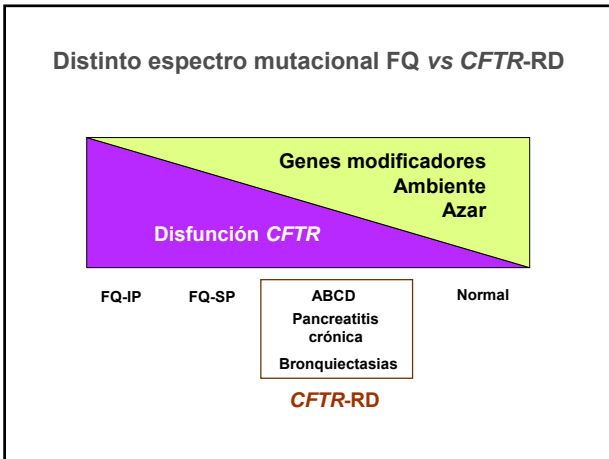 Distinto espectro mutacional FQ vs CFTR-RD
Genes modificadores
Ambiente
Azar
Disfunción CFTR
FQ-IP
FQ-SP
ABCD
Pancreatitis
crónica
Bronquiectasias
Normal
CFTR-RD